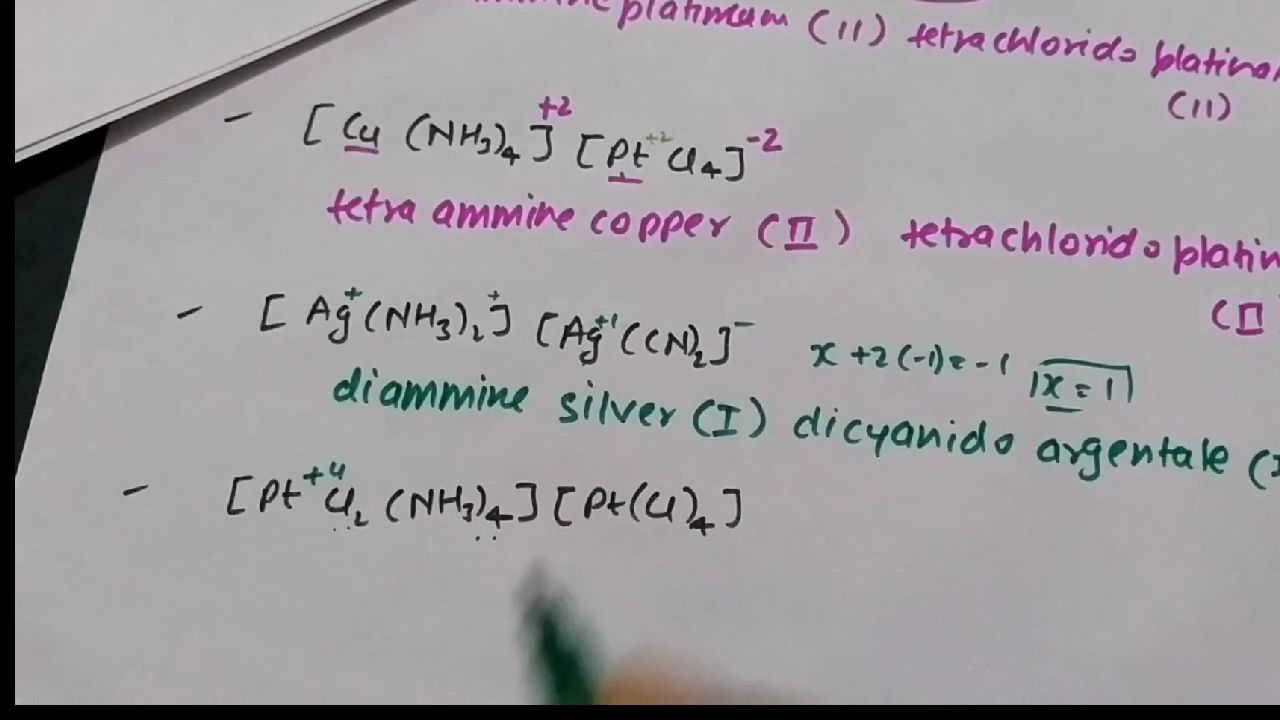 platinum (II) tetrachlorido
(II)
- [Cu (NH3)4]+2 [Pt+2 Cl4]-2
tetra ammine copper (II) tetrachlorido platin
(II
- [Ag+(NH3)2]+ [Ag+1(CN)2]- x +2(-1) = -1 |x = 1|
diammine silver (I) dicyanido argentate (I
- [Pt+4 Cl2 (NH3)4] [Pt(Cl)4]